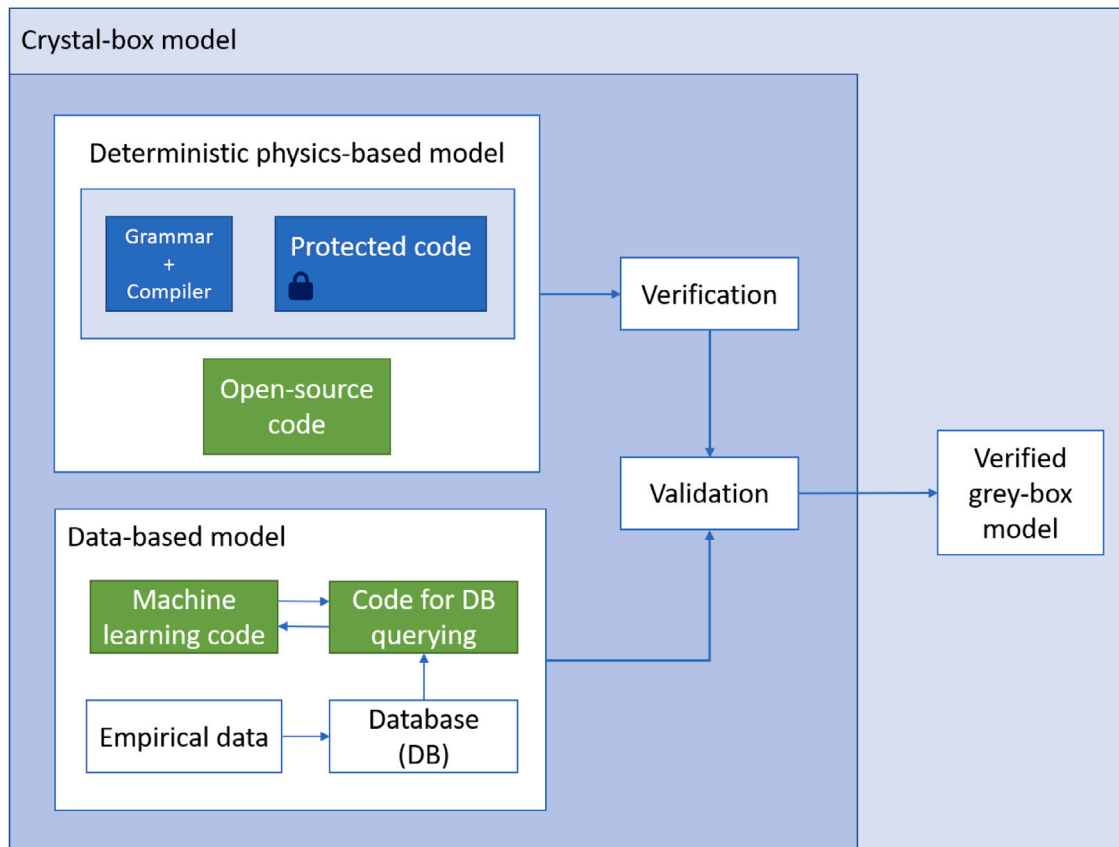 Crystal-box model
Deterministic physics-based model
Grammar
+
Compiler
Protected code
Open-source
code
Verification
Validation
Verified
grey-box
model
Data-based model
Machine
learning code
Code for DB
querying
Empirical data
Database
(DB)